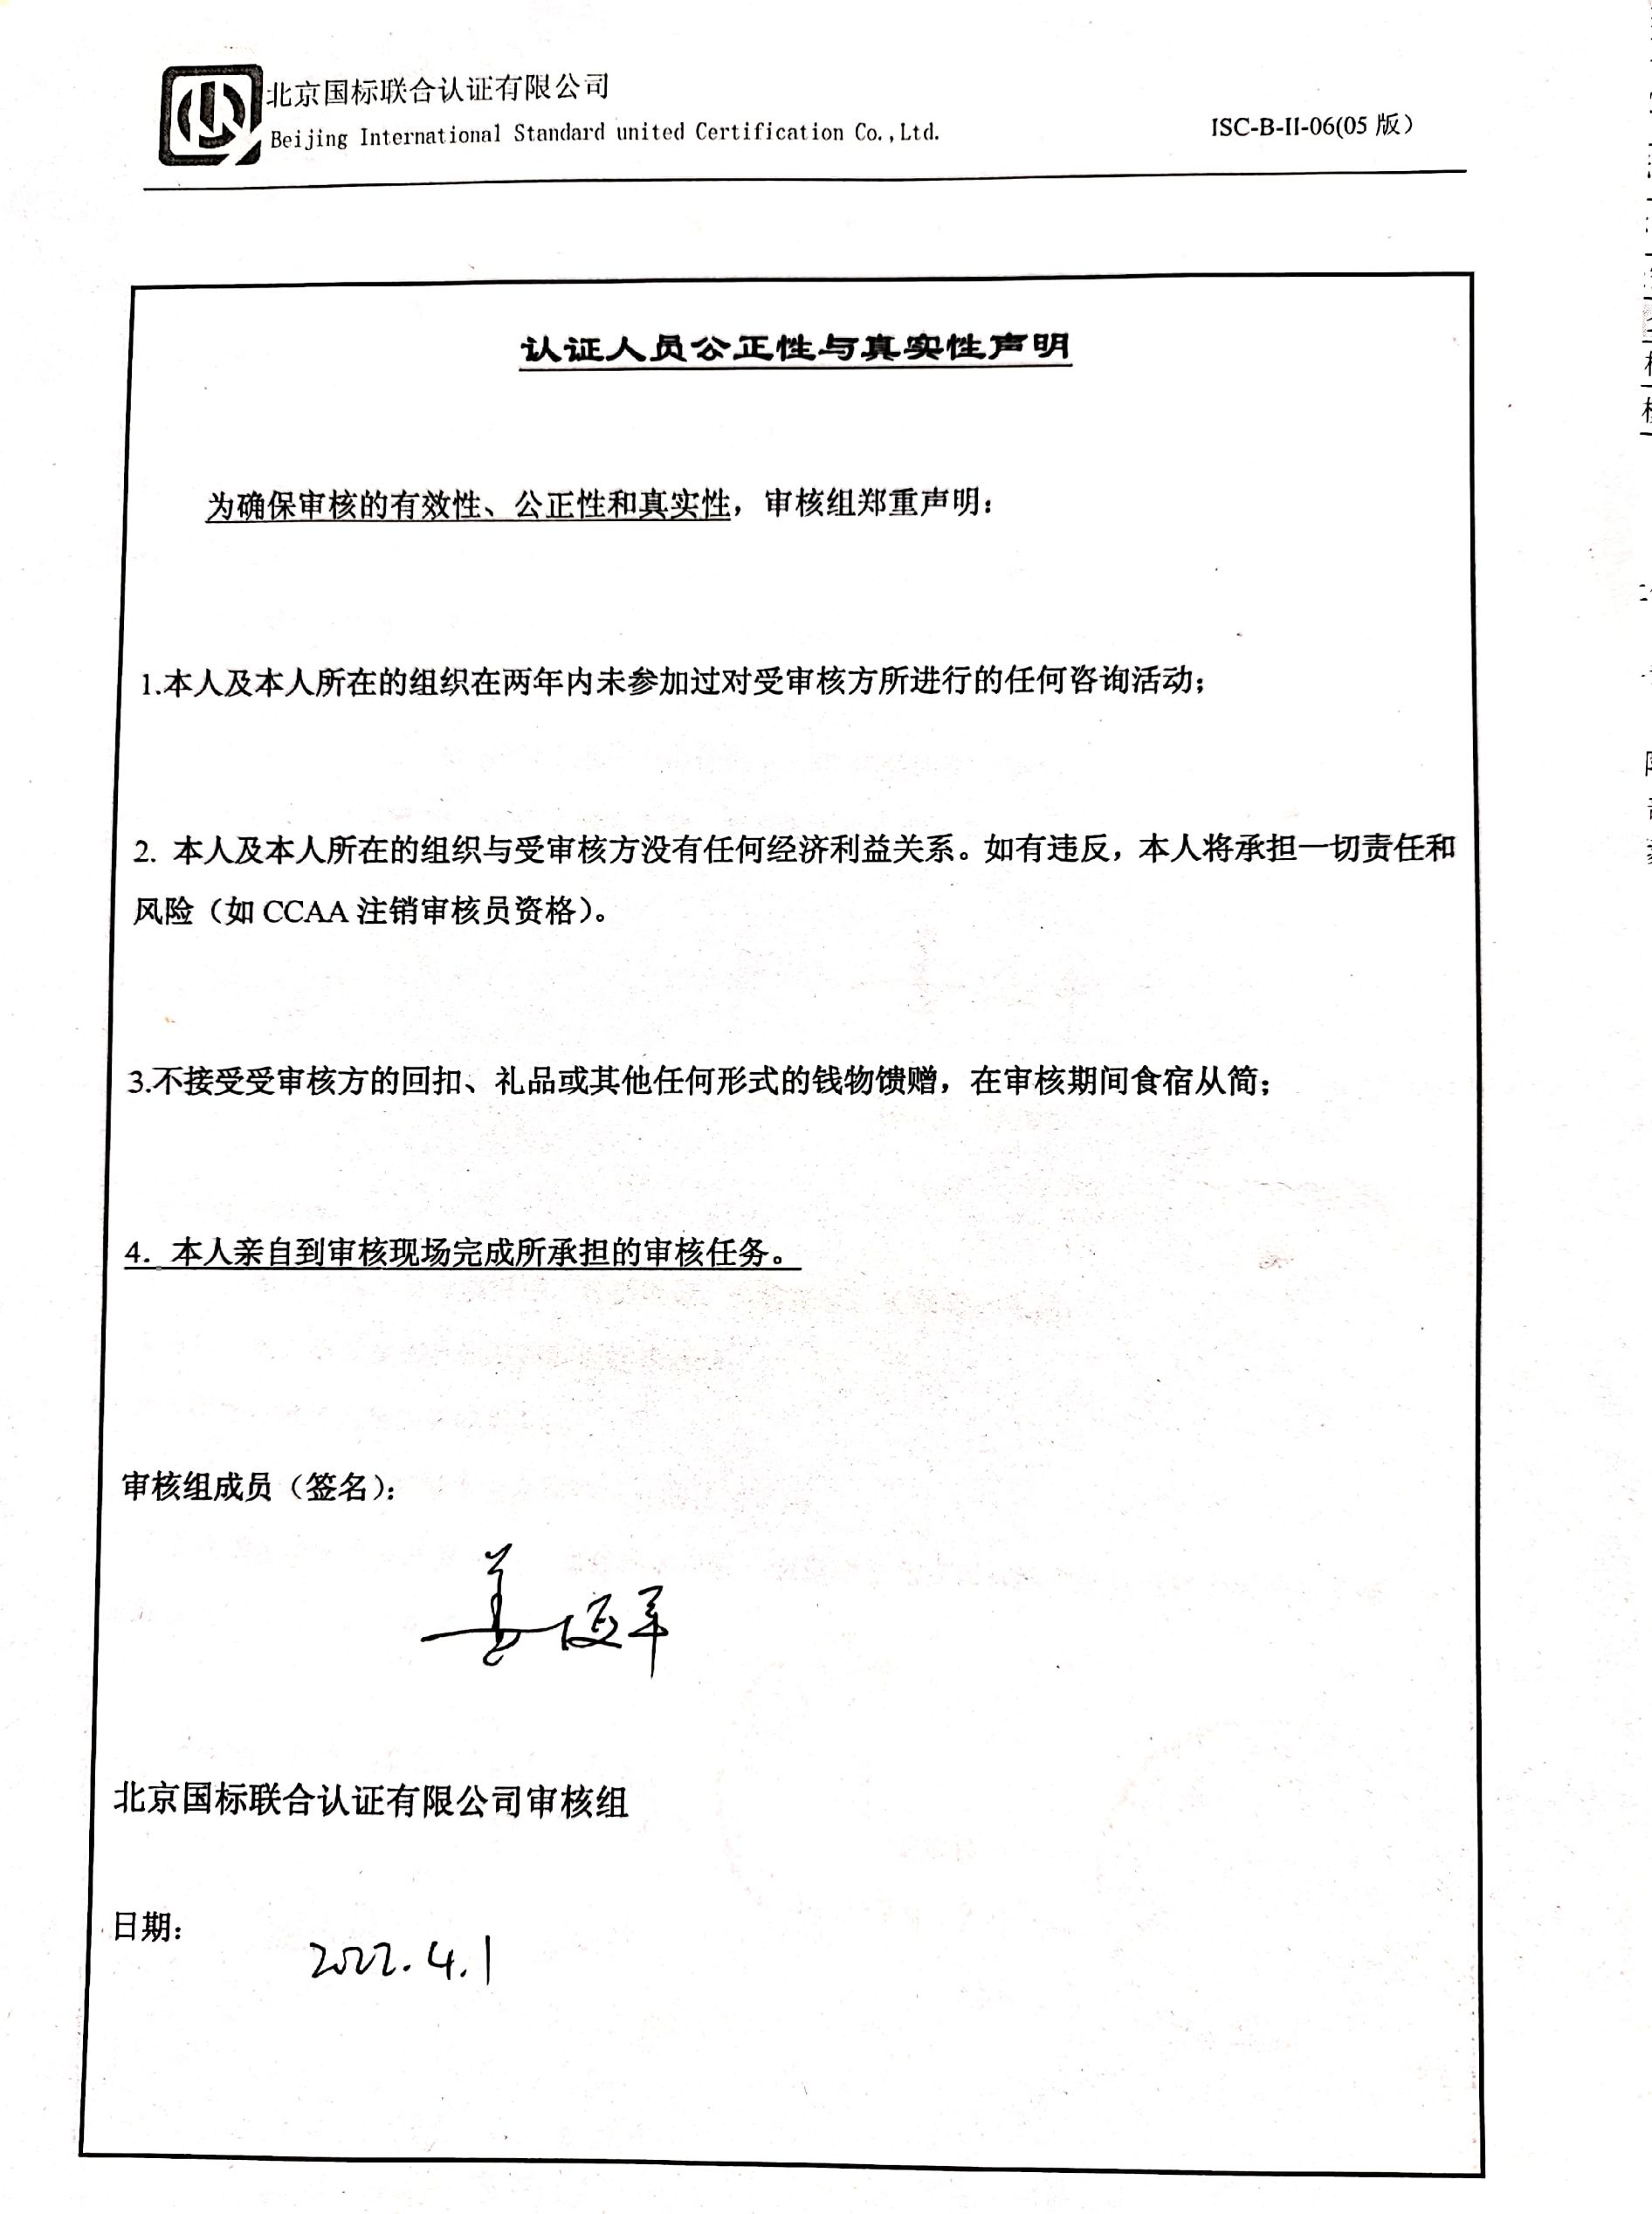 北京国标联合认证有限公司
Beijing International Standard united Certification Co.,Ltd.
ISC-B-II-06(05 版）
认证人员公正性与真实性声明
为确保审核的有效性、公正性和真实性，审核组郑重声明：
1.本人及本人所在的组织在两年内未参加过对受审核方所进行的任何咨询活动；
2. 本人及本人所在的组织与受审核方没有任何经济利益关系。如有违反，本人将承担一切责任和
风险（如 CCAA 注销审核员资格）。
3.不接受受审核方的回扣、礼品或其他任何形式的钱物馈赠，在审核期间食宿从简；
4. 本人亲自到审核现场完成所承担的审核任务。
审核组成员（签名）：
北京国标联合认证有限公司审核组
日期：
2022.4.1